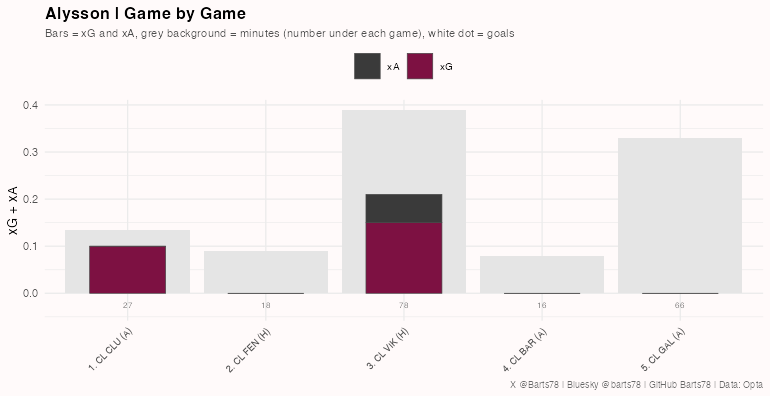 Alysson | Game by Game
Bars = xG and xA, grey background = minutes (number under each game), white dot = goals
xA xG
xG + xA
0.4
0.3
0.2
0.1
0.0
27 18 78 16 66
1. CL CLU (A) 2. CL FEN (H) 3. CL VIK (H) 4. CL BAR (A) 5. CL GAL (A)
X @Barts78 | Bluesky @barts78 | GitHub Barts78 | Data: Opta